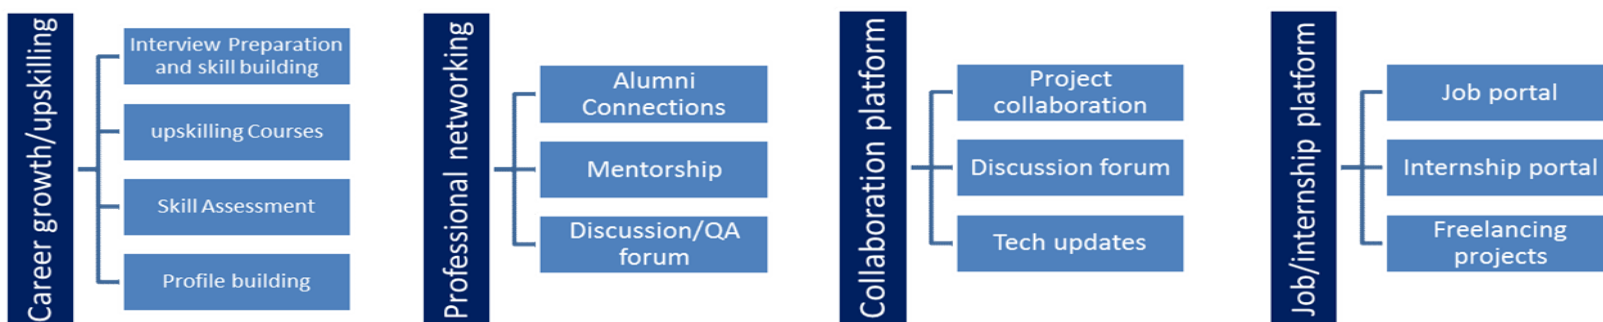 Career growth/upskilling
Interview Preparation
and skill building
upskilling Courses
Skill Assessment
Profile building
Professional networking
Alumni
Connections
Mentorship
Discussion/QA
forum
Collaboration platform
Project
collaboration
Discussion forum
Tech updates
Job/internship platform
Job portal
Internship portal
Freelancing
projects